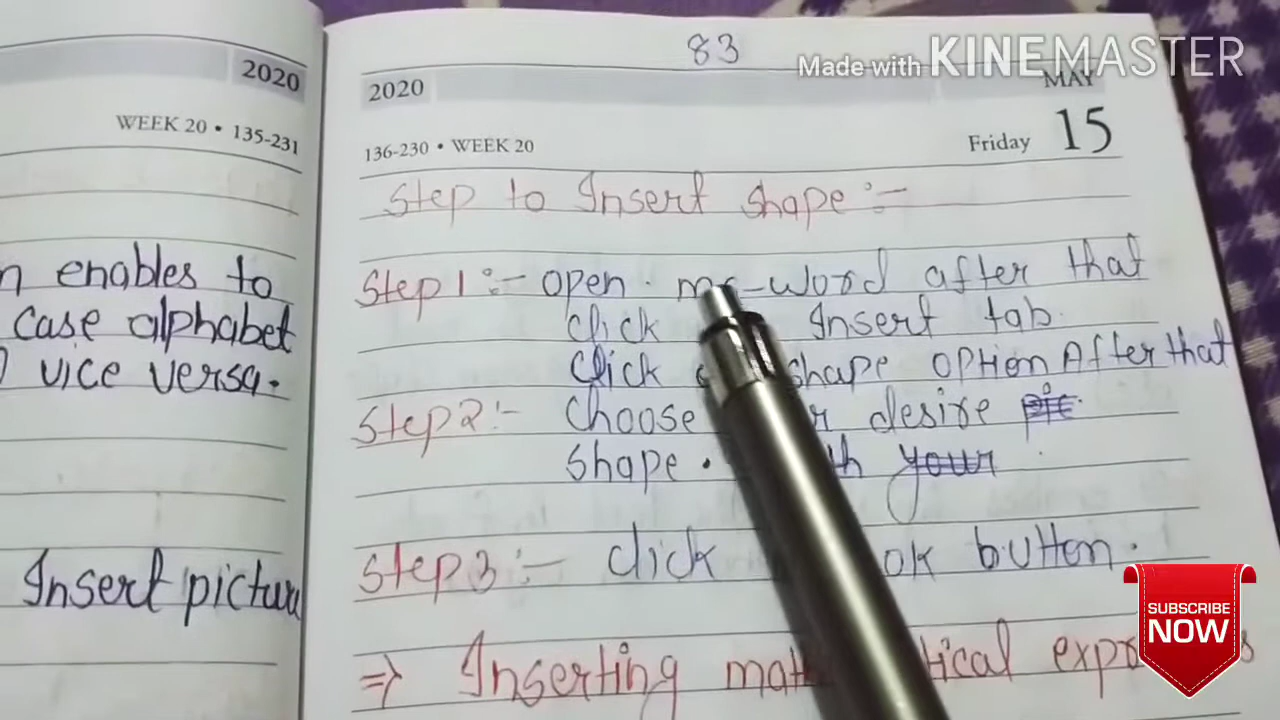 2020
WEEK 20 • 135-231
enables to
case alphabet
vice versa.
Insert pictur
83
Made with KINEMASTER
2020
MAY
136-230 • WEEK 20
Friday 15
Step to Insert shape :-
Step 1 :- open ms-word after that
click Insert tab.
click shape option After that
Step 2 :- choose desire
shape.
your
Step 3 :- click ok button.
⇒ Inserting
SUBSCRIBE
NOW